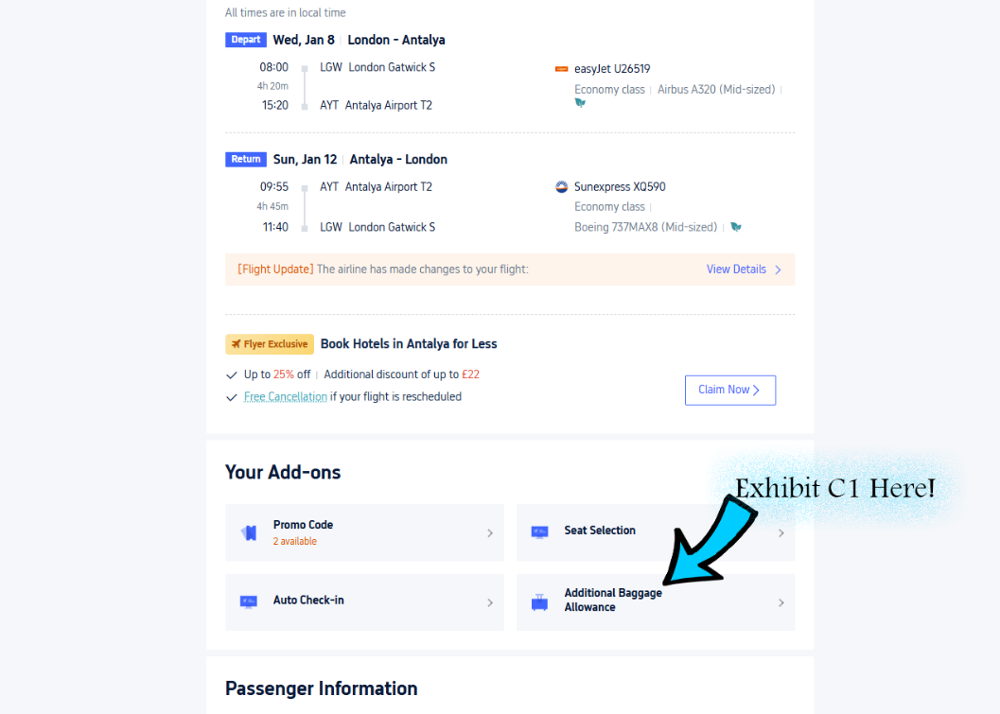 All times are in local time
Depart Wed, Jan 8 London - Antalya
08:00 LGW London Gatwick S easyJet U26519
4h 20m Economy class Airbus A320 (Mid-sized)
15:20 AYT Antalya Airport T2
Return Sun, Jan 12 Antalya - London
09:55 AYT Antalya Airport T2 Sunexpress XQ590
4h 45m Economy class
11:40 LGW London Gatwick S Boeing 737MAX8 (Mid-sized)
[Flight Update] The airline has made changes to your flight: View Details
Flyer Exclusive Book Hotels in Antalya for Less
Up to 25% off Additional discount of up to £22
Free Cancellation if your flight is rescheduled
Claim Now
Your Add-ons
Exhibit C1 Here!
Promo Code
2 available
Seat Selection
Auto Check-in
Additional Baggage
Allowance
Passenger Information